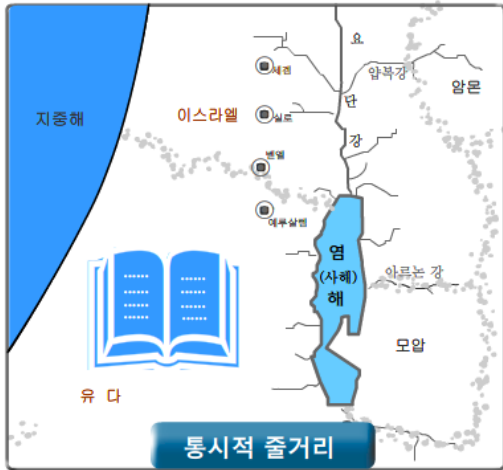 요
세겜
얍복강
암몬
지중해
이스라엘
실로
단
강
벧엘
예루살렘
염
(사해)
해
아르논 강
모압
유 다
통시적 줄거리